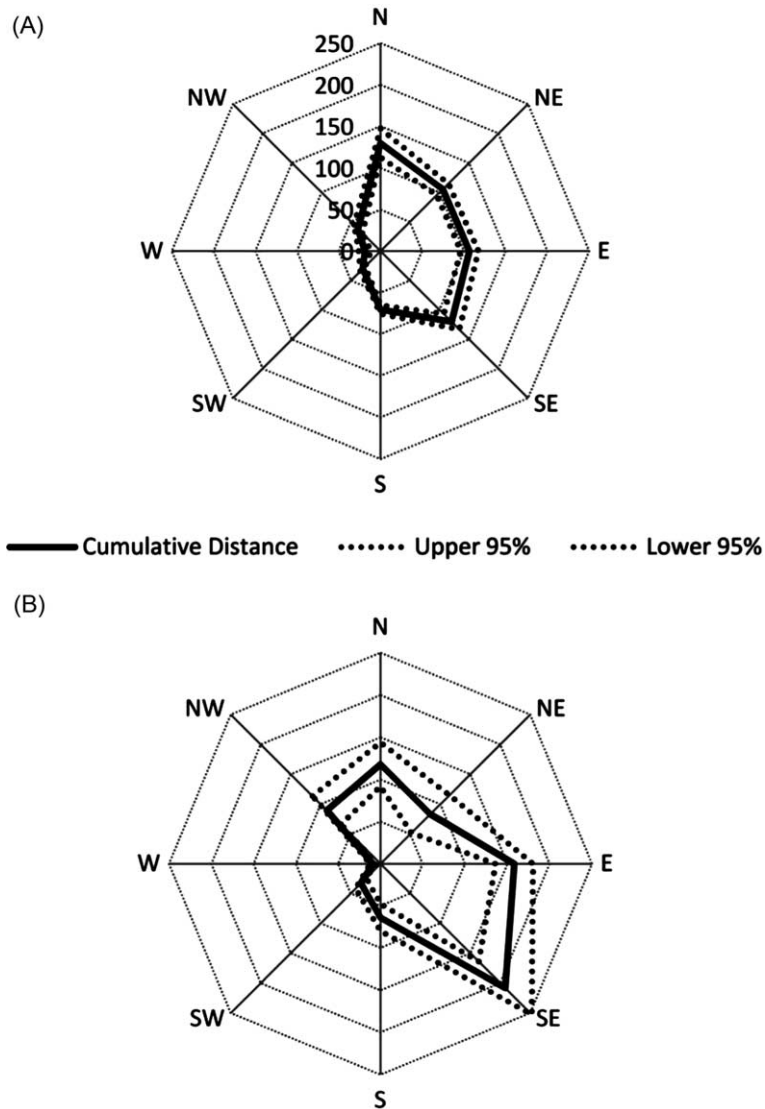 (A)
N
250
NW
NE
200
150
100
50
W
0
E
SW
SE
S
Cumulative Distance Upper 95% Lower 95%
(B)
N
NW
NE
W
E
SW
SE
S